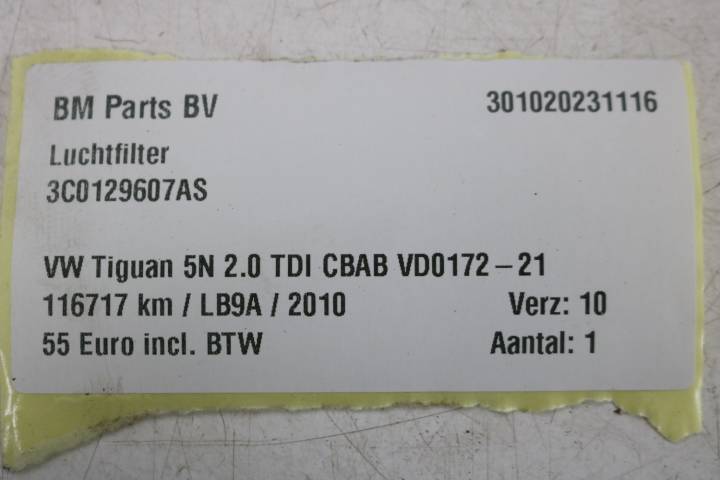 BM Parts BV 301020231116
Luchtfilter
3C0129607AS
VW Tiguan 5N 2.0 TDI CBAB VD0172 – 21
116717 km / LB9A / 2010 Verz: 10
55 Euro incl. BTW Aantal: 1